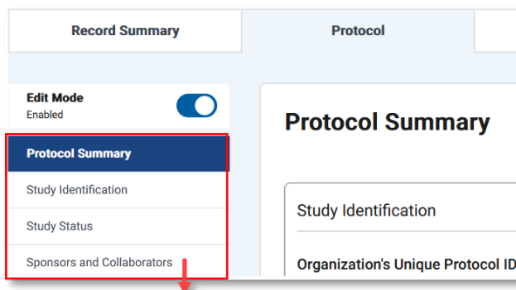 Record Summary
Protocol
Edit Mode
Enabled
Protocol Summary
Study Identification
Study Status
Sponsors and Collaborators
Protocol Summary
Study Identification
Organization's Unique Protocol ID